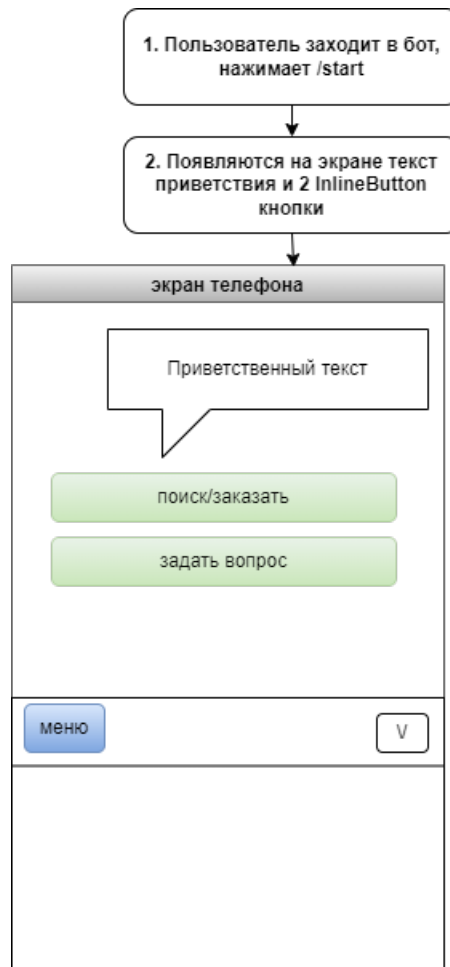 1. Пользователь заходит в бот,
нажимает /start
2. Появляются на экране текст
приветствия и 2 InlineButton
кнопки
экран телефона
Приветственный текст
поиск/заказать
задать вопрос
меню
V